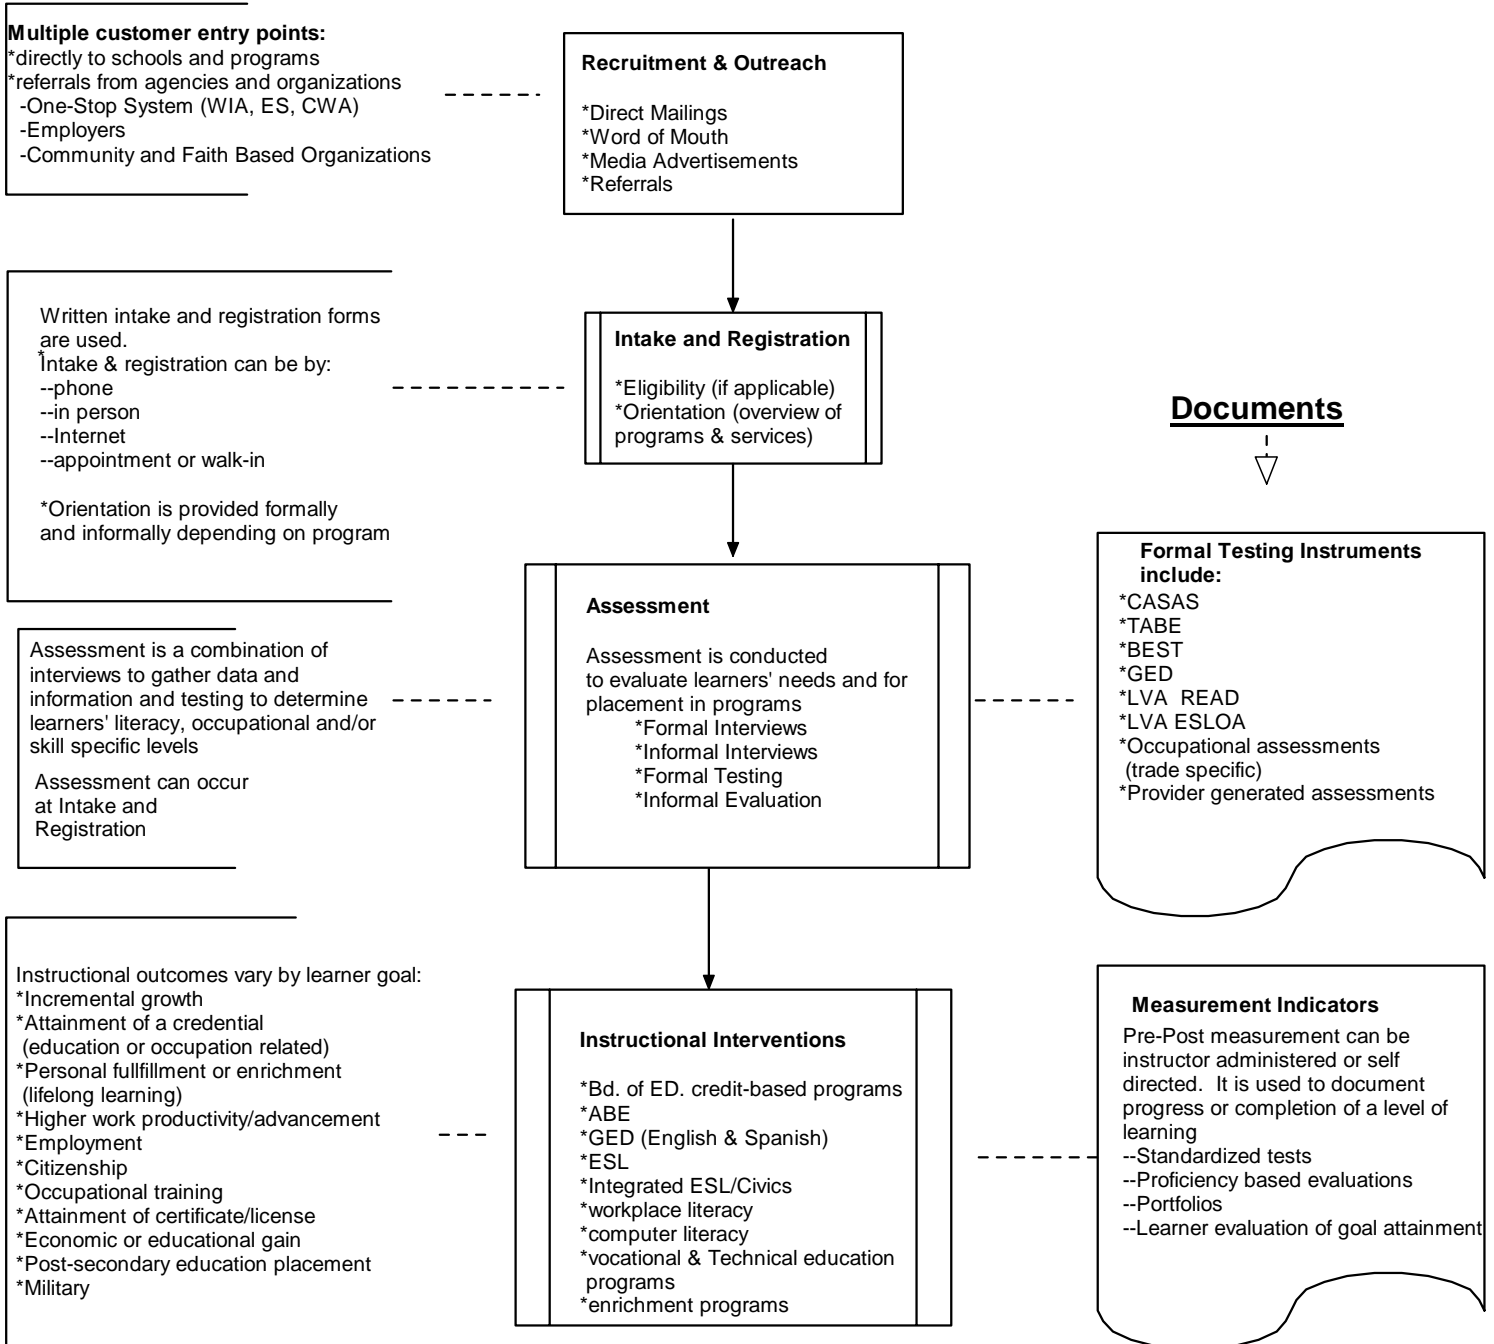 Multiple customer entry points:
*directly to schools and programs
*referrals from agencies and organizations
-One-Stop System (WIA, ES, CWA)
-Employers
-Community and Faith Based Organizations
Recruitment & Outreach
*Direct Mailings
*Word of Mouth
*Media Advertisements
*Referrals
Written intake and registration forms
are used.
*Intake & registration can be by:
--phone
--in person
--Internet
--appointment or walk-in
*Orientation is provided formally
and informally depending on program
Intake and Registration
*Eligibility (if applicable)
*Orientation (overview of
programs & services)
Documents
Assessment is a combination of
interviews to gather data and
information and testing to determine
learners' literacy, occupational and/or
skill specific levels
Assessment can occur
at Intake and
Registration
Assessment
Assessment is conducted
to evaluate learners' needs and for
placement in programs
*Formal Interviews
*Informal Interviews
*Formal Testing
*Informal Evaluation
Formal Testing Instruments
include:
*CASAS
*TABE
*BEST
*GED
*LVA READ
*LVA ESLOA
*Occupational assessments
(trade specific)
*Provider generated assessments
Instructional outcomes vary by learner goal:
*Incremental growth
*Attainment of a credential
(education or occupation related)
*Personal fullfillment or enrichment
(lifelong learning)
*Higher work productivity/advancement
*Employment
*Citizenship
*Occupational training
*Attainment of certificate/license
*Economic or educational gain
*Post-secondary education placement
*Military
Instructional Interventions
*Bd. of ED. credit-based programs
*ABE
*GED (English & Spanish)
*ESL
*Integrated ESL/Civics
*workplace literacy
*computer literacy
*vocational & Technical education
programs
*enrichment programs
Measurement Indicators
Pre-Post measurement can be
instructor administered or self
directed. It is used to document
progress or completion of a level of
learning
--Standardized tests
--Proficiency based evaluations
--Portfolios
--Learner evaluation of goal attainment